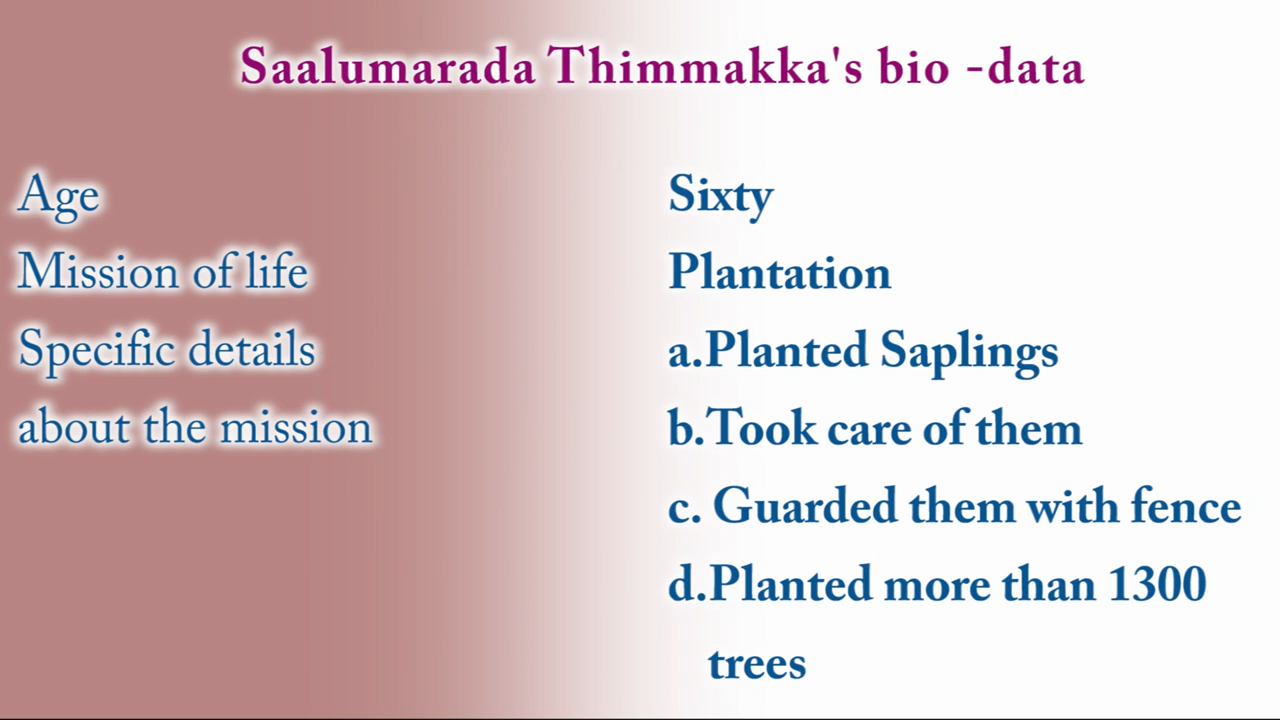 Saalumarada Thimmakka's bio -data
Age Sixty
Mission of life Plantation
Specific details a.Planted Saplings
about the mission b.Took care of them
c. Guarded them with fence
d.Planted more than 1300
trees